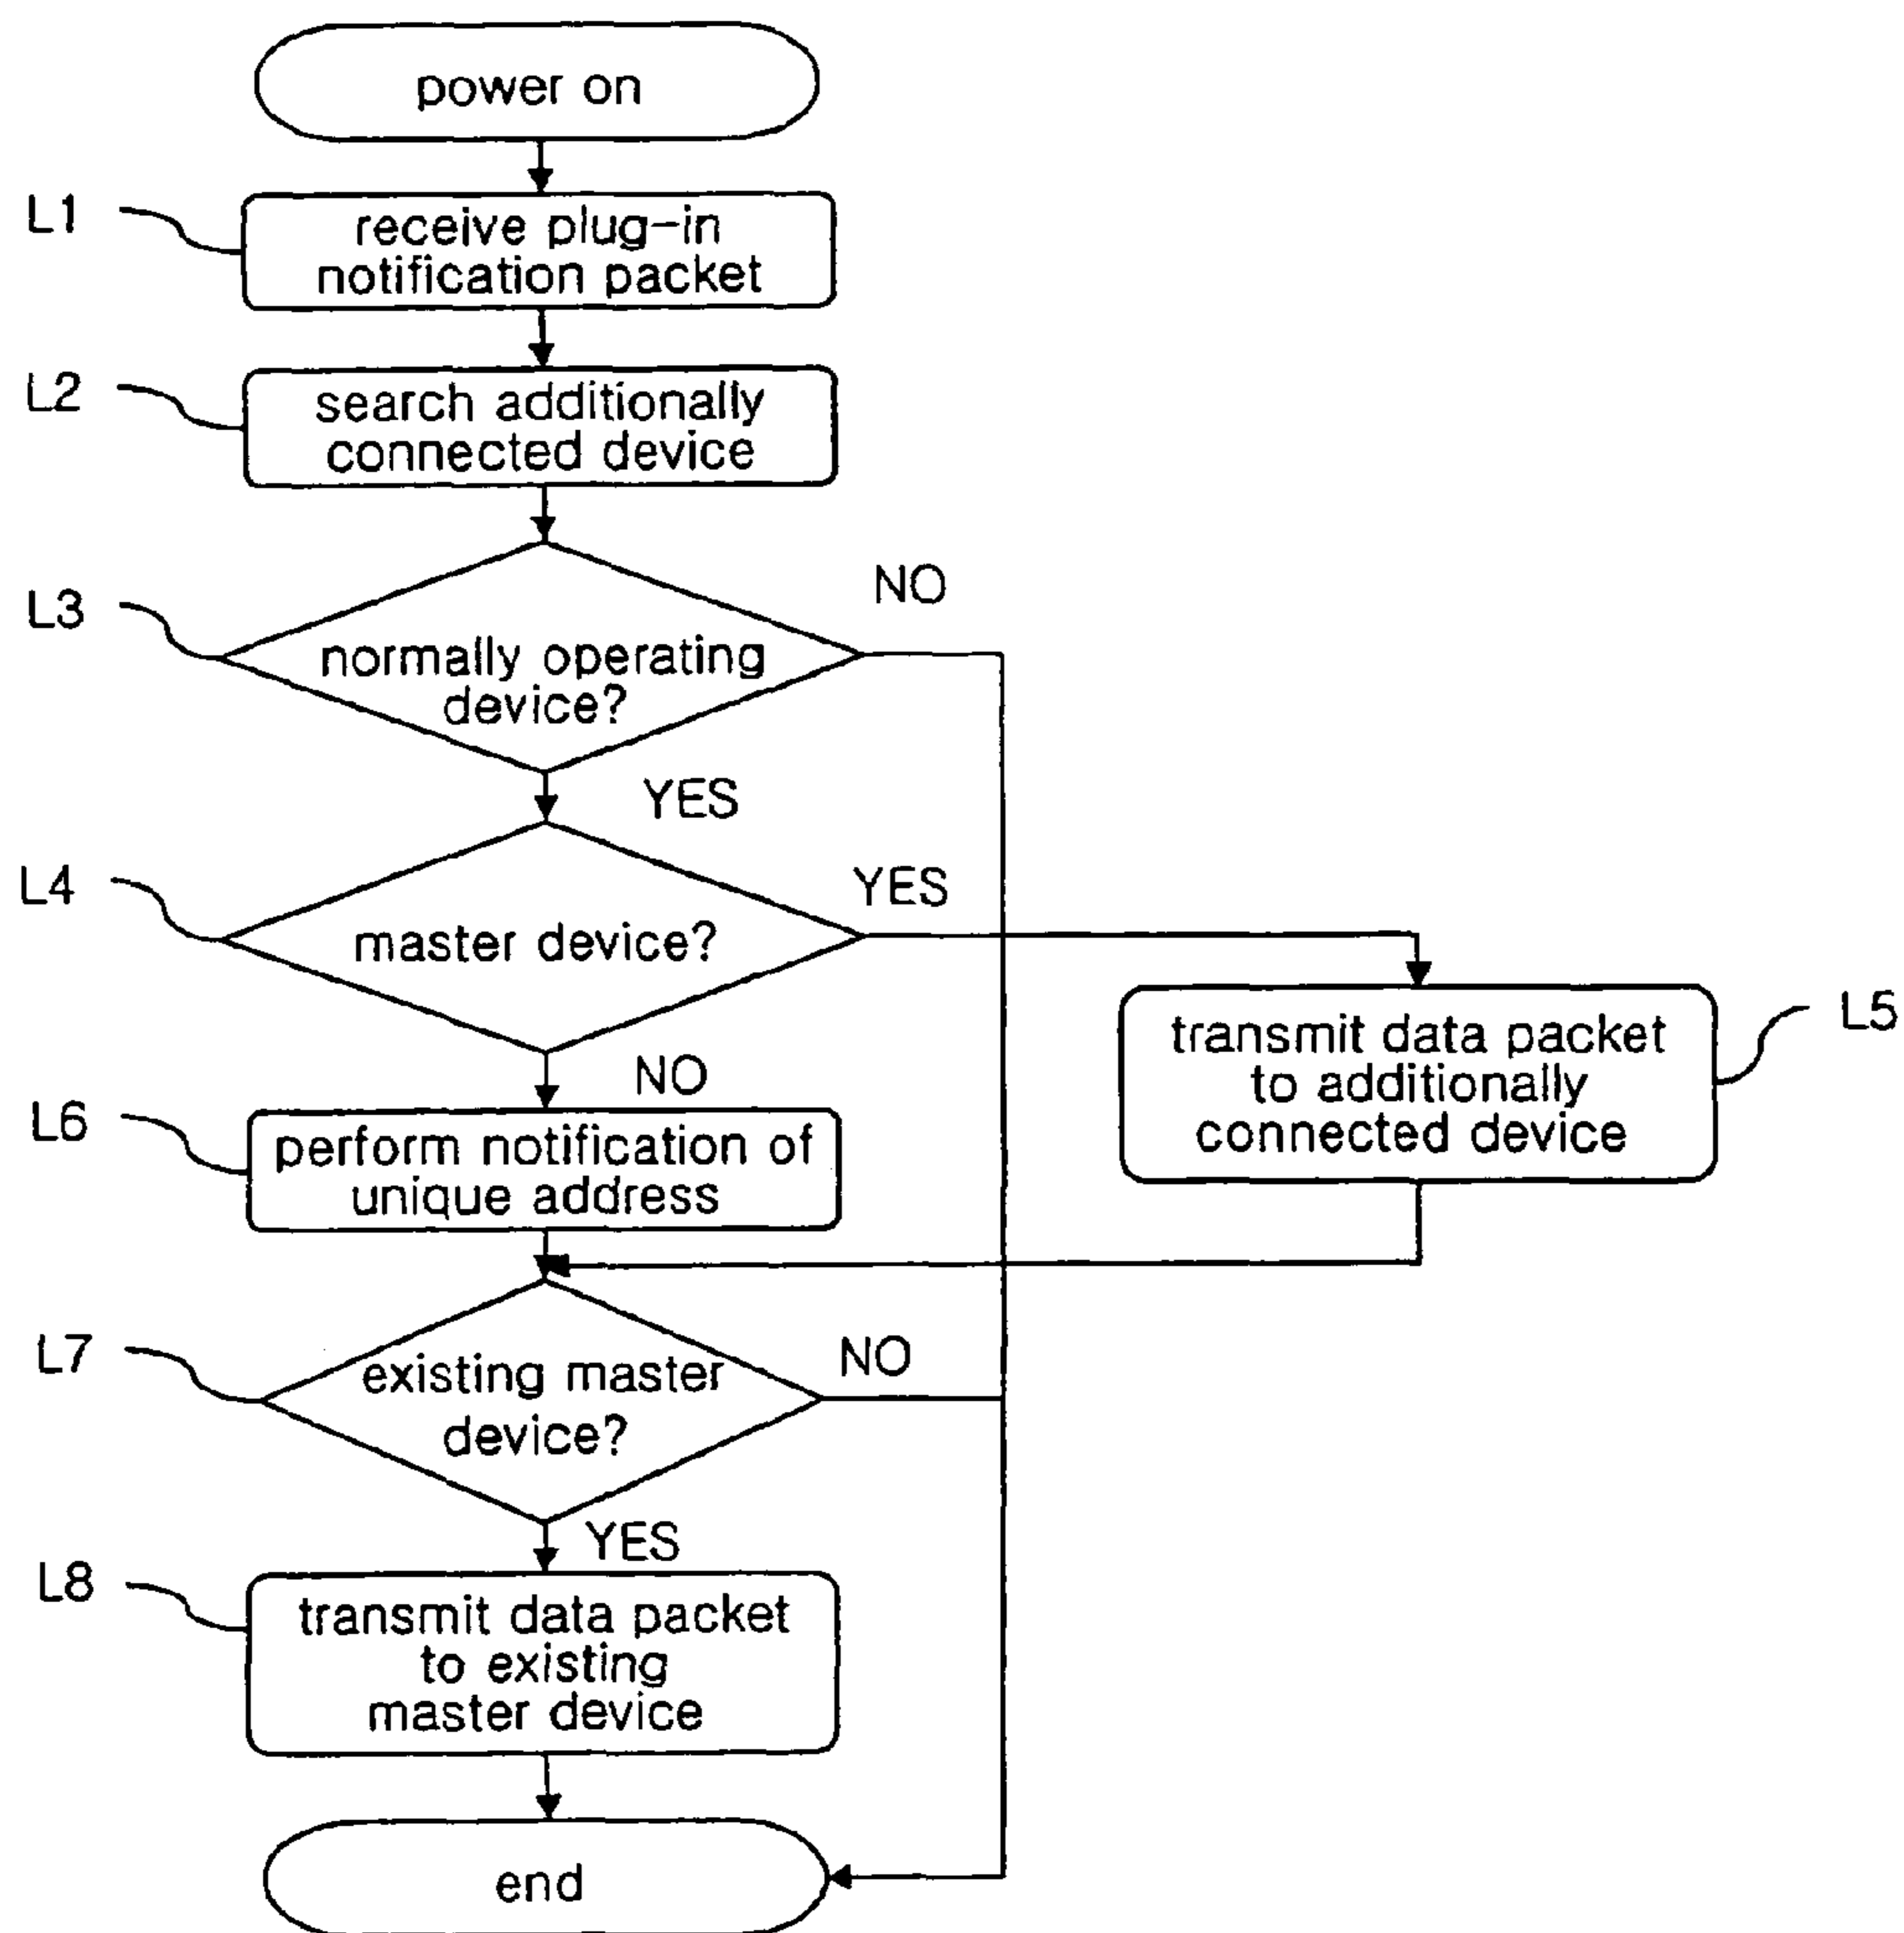 power on
L1
receive plug-in
notification packet
L2
search additionally
connected device
NO
L3
normally operating
device?
YES
L4
YES
master device?
L5
transmit data packet
to additionally
connected device
NO
L6
perform notification of
unique address
L7
NO
existing master
device?
YES
L8
transmit data packet
to existing
master device
end